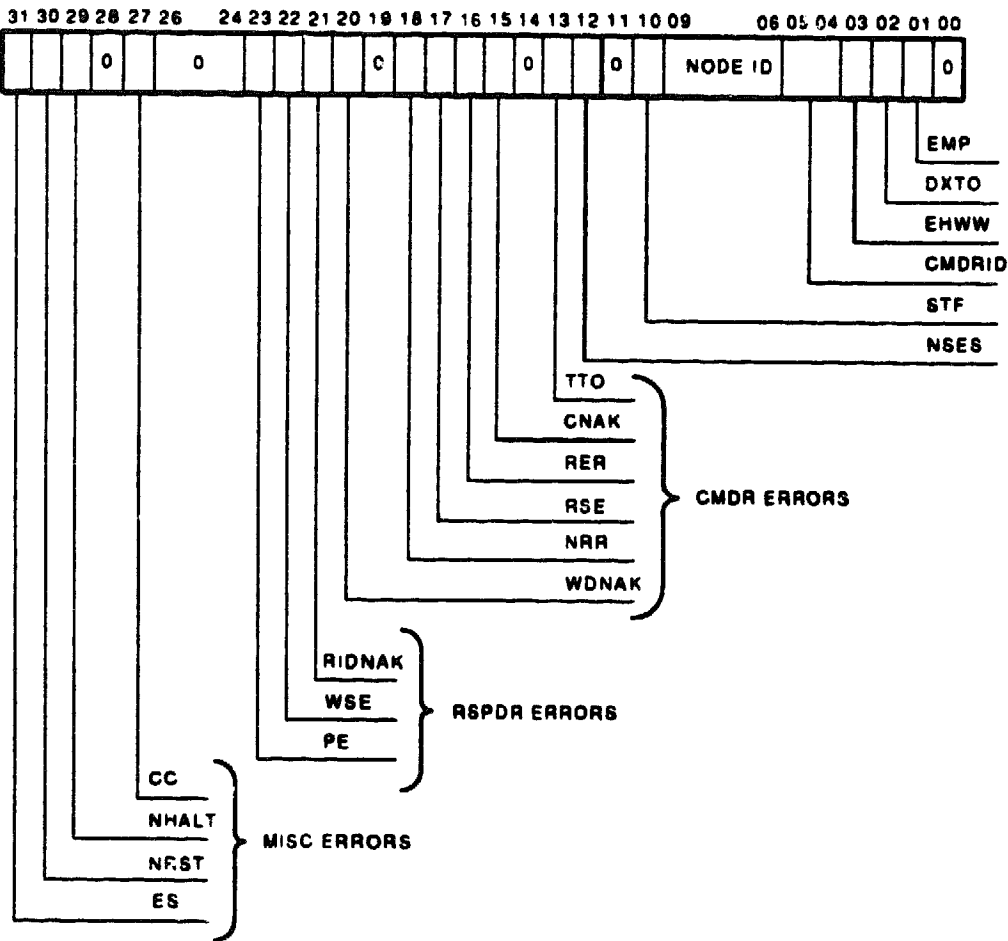 31 30 29 28 27 26 24 23 22 21 20 19 18 17 16 15 14 13 12 11 10 09 06 05 04 03 02 01 00
0 0 0 0 0 NODE ID 0
EMP
DXTO
EHWW
CMDRID
STF
NSES
TTO
CNAK
RER
RSE
NRR
WDNAK
CMDR ERRORS
RIDNAK
WSE
PE
RSPDR ERRORS
CC
NHALT
NRST
ES
MISC ERRORS